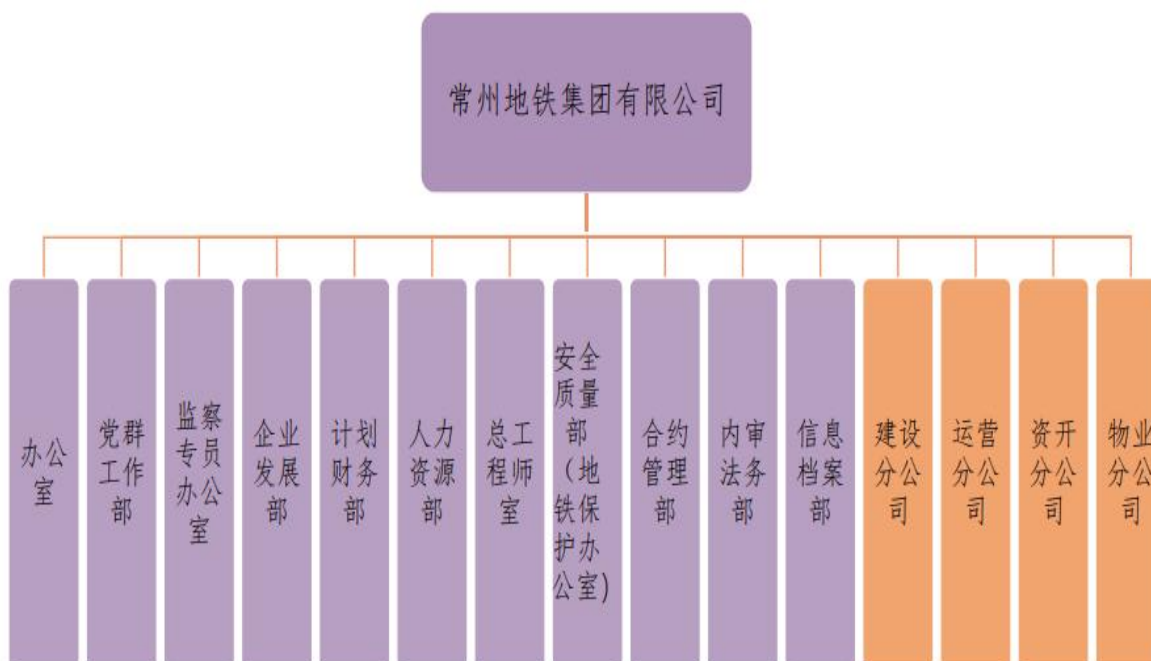 常州地铁集团有限公司
办公
室
党群
工作
部
监察
专员
办公
室
企业
发展
部
计划
财务
部
人力
资源
部
总工
程师
室
安全
质量
部
（地
铁保
护办
公室)
合约
管理
部
内审
法务
部
信息
档案
部
建设
分公
司
运营
分公
司
资开
分公
司
物业
分公
司